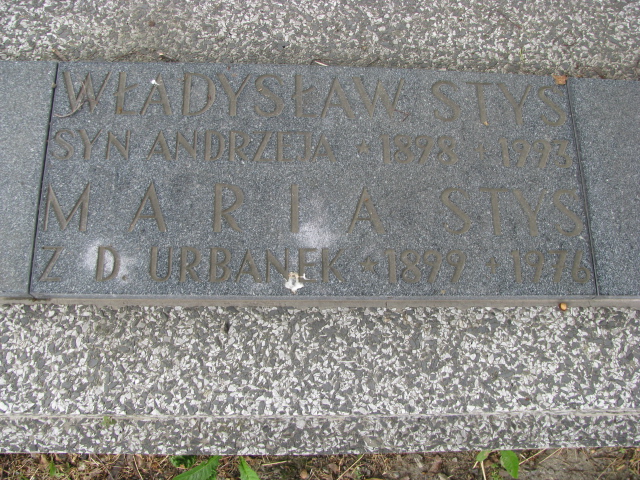 WŁADYSŁAW STYS
SYN ANDRZEJA * 1898 + 1993
MARIA STYS
Z D. URBANEK * 1899 + 1976